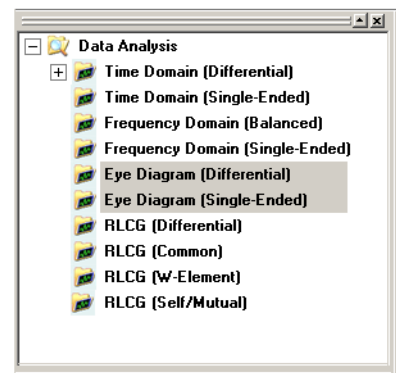 Data Analysis
Time Domain (Differential)
Time Domain (Single-Ended)
Frequency Domain (Balanced)
Frequency Domain (Single-Ended)
Eye Diagram (Differential)
Eye Diagram (Single-Ended)
RLCG (Differential)
RLCG (Common)
RLCG (W-Element)
RLCG (Self/Mutual)